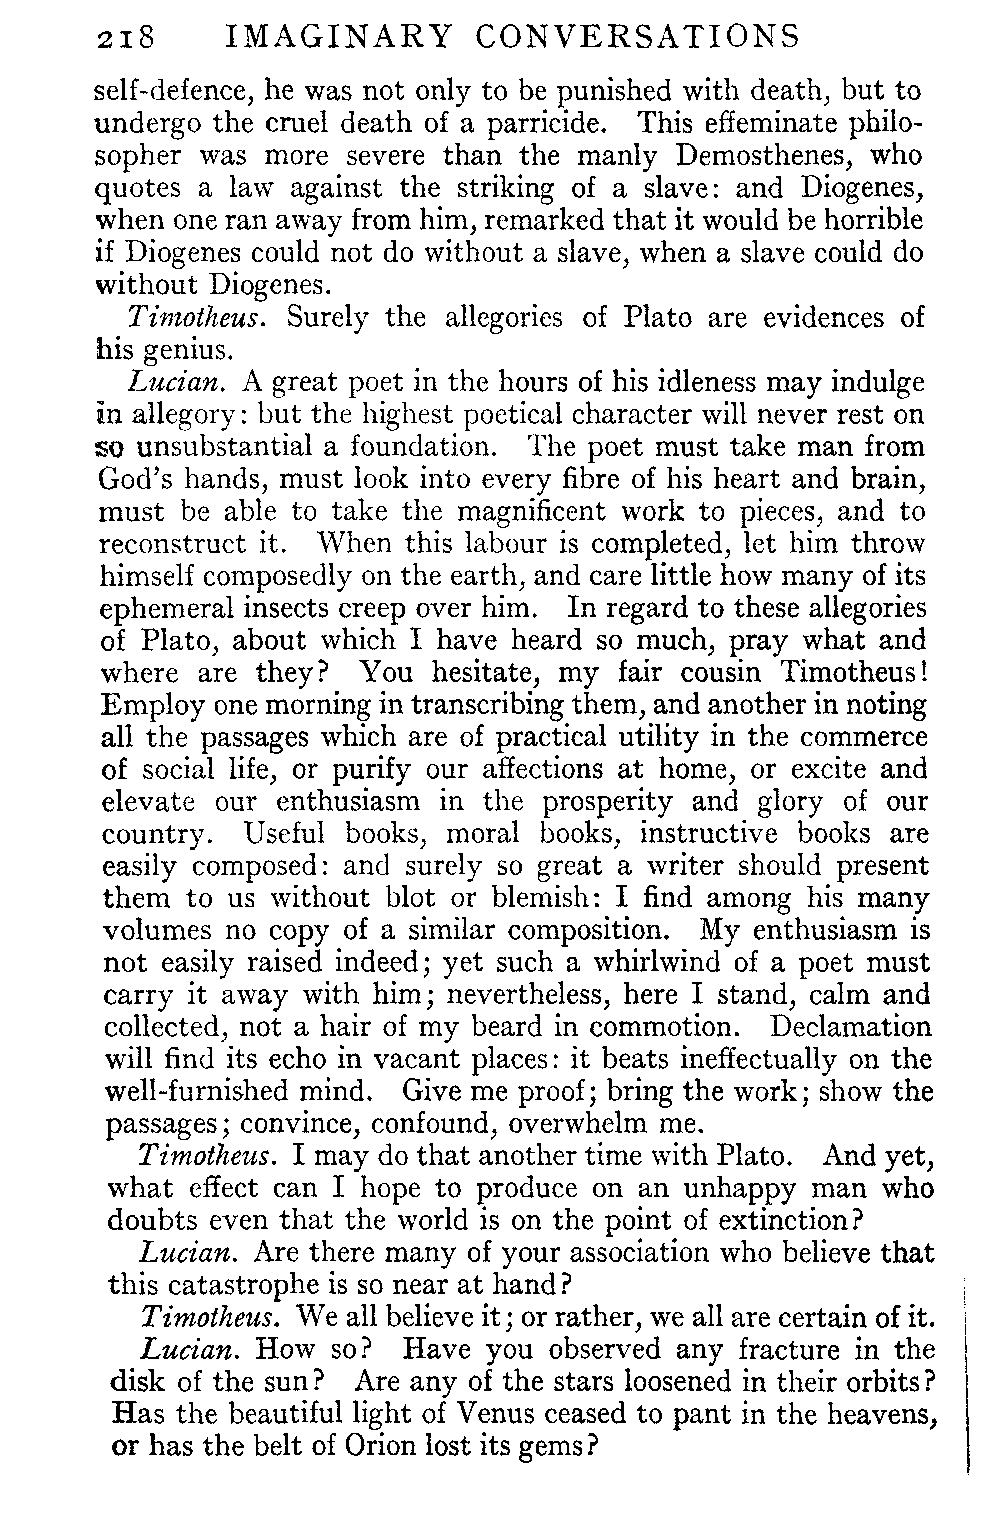 218 IMAGINARY CONVERSATIONS
self-defence, he was not only to be punished with death, but to
undergo the cruel death of a parricide. This effeminate philo-
sopher was more severe than the manly Demosthenes, who
quotes a law against the striking of a slave: and Diogenes,
when one ran away from him, remarked that it would be horrible
if Diogenes could not do without a slave, when a slave could do
without Diogenes.
Timotheus. Surely the allegories of Plato are evidences of
his genius.
Lucian. A great poet in the hours of his idleness may indulge
in allegory: but the highest poetical character will never rest on
so unsubstantial a foundation. The poet must take man from
God's hands, must look into every fibre of his heart and brain,
must be able to take the magnificent work to pieces, and to
reconstruct it. When this labour is completed, let him throw
himself composedly on the earth, and care little how many of its
ephemeral insects creep over him. In regard to these allegories
of Plato, about which I have heard so much, pray what and
where are they? You hesitate, my fair cousin Timotheus!
Employ one morning in transcribing them, and another in noting
all the passages which are of practical utility in the commerce
of social life, or purify our affections at home, or excite and
elevate our enthusiasm in the prosperity and glory of our
country. Useful books, moral books, instructive books are
easily composed: and surely so great a writer should present
them to us without blot or blemish: I find among his many
volumes no copy of a similar composition. My enthusiasm is
not easily raised indeed; yet such a whirlwind of a poet must
carry it away with him; nevertheless, here I stand, calm and
collected, not a hair of my beard in commotion. Declamation
will find its echo in vacant places: it beats ineffectually on the
well-furnished mind. Give me proof; bring the work; show the
passages; convince, confound, overwhelm me.
Timotheus. I may do that another time with Plato. And yet,
what effect can I hope to produce on an unhappy man who
doubts even that the world is on the point of extinction?
Lucian. Are there many of your association who believe that
this catastrophe is so near at hand?
Timotheus. We all believe it; or rather, we all are certain of it.
Lucian. How so? Have you observed any fracture in the
disk of the sun? Are any of the stars loosened in their orbits?
Has the beautiful light of Venus ceased to pant in the heavens,
or has the belt of Orion lost its gems?